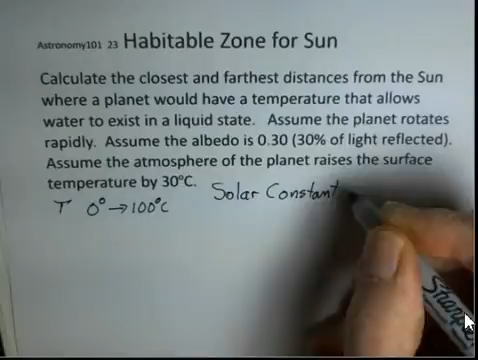 Astronomy101 23 Habitable Zone for Sun
Calculate the closest and farthest distances from the Sun
where a planet would have a temperature that allows
water to exist in a liquid state. Assume the planet rotates
rapidly. Assume the albedo is 0.30 (30% of light reflected).
Assume the atmosphere of the planet raises the surface
temperature by 30°C. Solar Constant
T 0° → 100°C
Sharpie